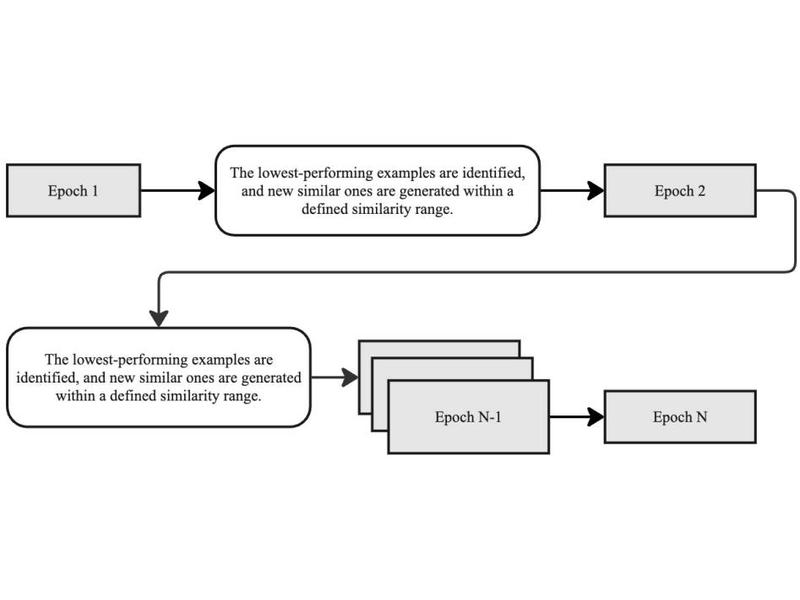 Epoch 1
The lowest-performing examples are identified,
and new similar ones are generated within a
defined similarity range.
Epoch 2
The lowest-performing examples are
identified, and new similar ones are generated
within a defined similarity range.
Epoch N-1
Epoch N